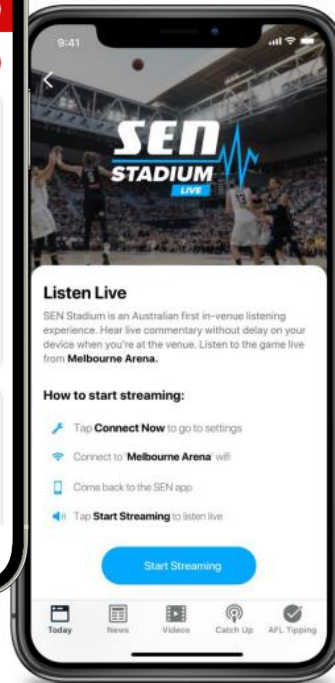 9:41
SEN
STADIUM
LIVE
Listen Live
SEN Stadium is an Australian first in-venue listening
experience. Hear live commentary without delay on your
device when you're at the venue. Listen to the game live
from Melbourne Arena.
How to start streaming:
Tap Connect Now to go to settings
Connect to 'Melbourne Arena' wifi
Come back to the SEN app
Tap Start Streaming to listen live
Start Streaming
Today News Videos Catch Up AFL Tipping